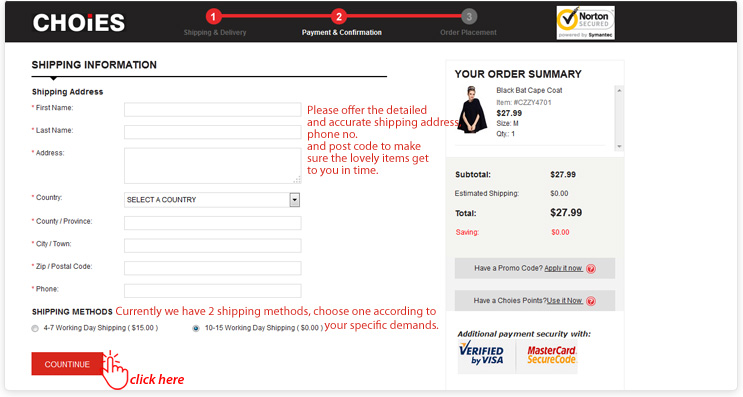 CHOiES
1
2
3
Shipping & Delivery
Payment & Confirmation
Order Placement
Norton
SECURED
powered by Symantec
SHIPPING INFORMATION
Shipping Address
* First Name:
* Last Name:
* Address:
* Country:
SELECT A COUNTRY
* County / Province:
* City / Town:
* Zip / Postal Code:
* Phone:
Please offer the detailed
and accurate shipping address,
phone no.
and post code to make
sure the lovely items get
to you in time.
SHIPPING METHODS
Currently we have 2 shipping methods, choose one according to
your specific demands.
4-7 Working Day Shipping ( $15.00 )
10-15 Working Day Shipping ( $0.00 )
COUNTINUE
click here
YOUR ORDER SUMMARY
Black Bat Cape Coat
Item: #CZZY4701
$27.99
Size: M
Qty.: 1
Subtotal: $27.99
Estimated Shipping: $0.00
Total: $27.99
Saving: $0.00
Have a Promo Code? Apply it now ?
Have a Choies Points?Use it Now ?
Additional payment security with:
VERIFIED
by VISA
MasterCard
SecureCode.